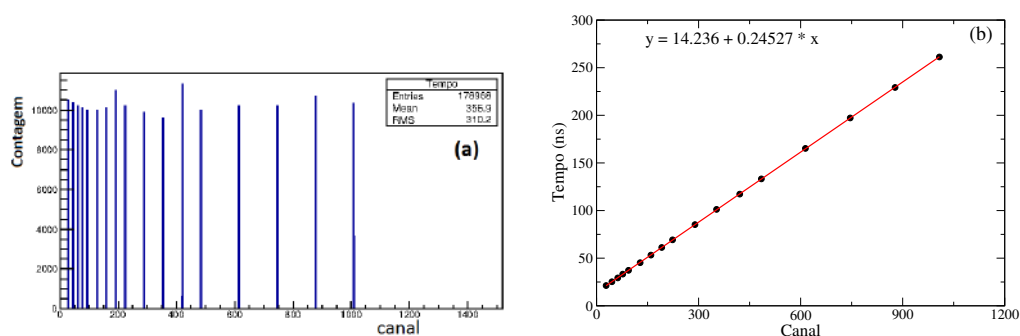 Tempo
Entries 178958
Mean 356.9
RMS 310.2
(a)
Contagem
10000
8000
6000
4000
2000
0
0 200 400 600 800 1000 1200 1400
canal
y = 14.236 + 0.24527 * x
(b)
Tempo (ns)
300
250
200
150
100
50
0
0 300 600 900 1200
Canal